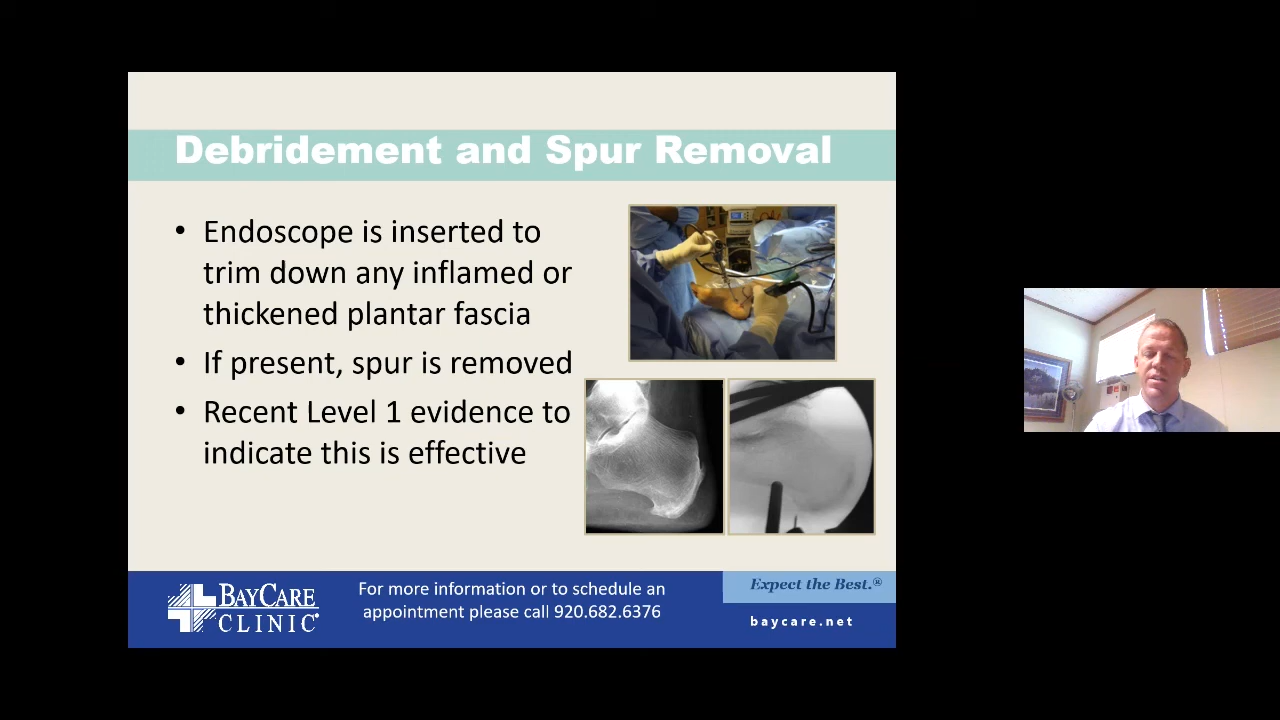 Debridement and Spur Removal
• Endoscope is inserted to
trim down any inflamed or
thickened plantar fascia
• If present, spur is removed
• Recent Level 1 evidence to
indicate this is effective
BAYCARE
CLINIC®
For more information or to schedule an
appointment please call 920.682.6376
Expect the Best.®
baycare.net